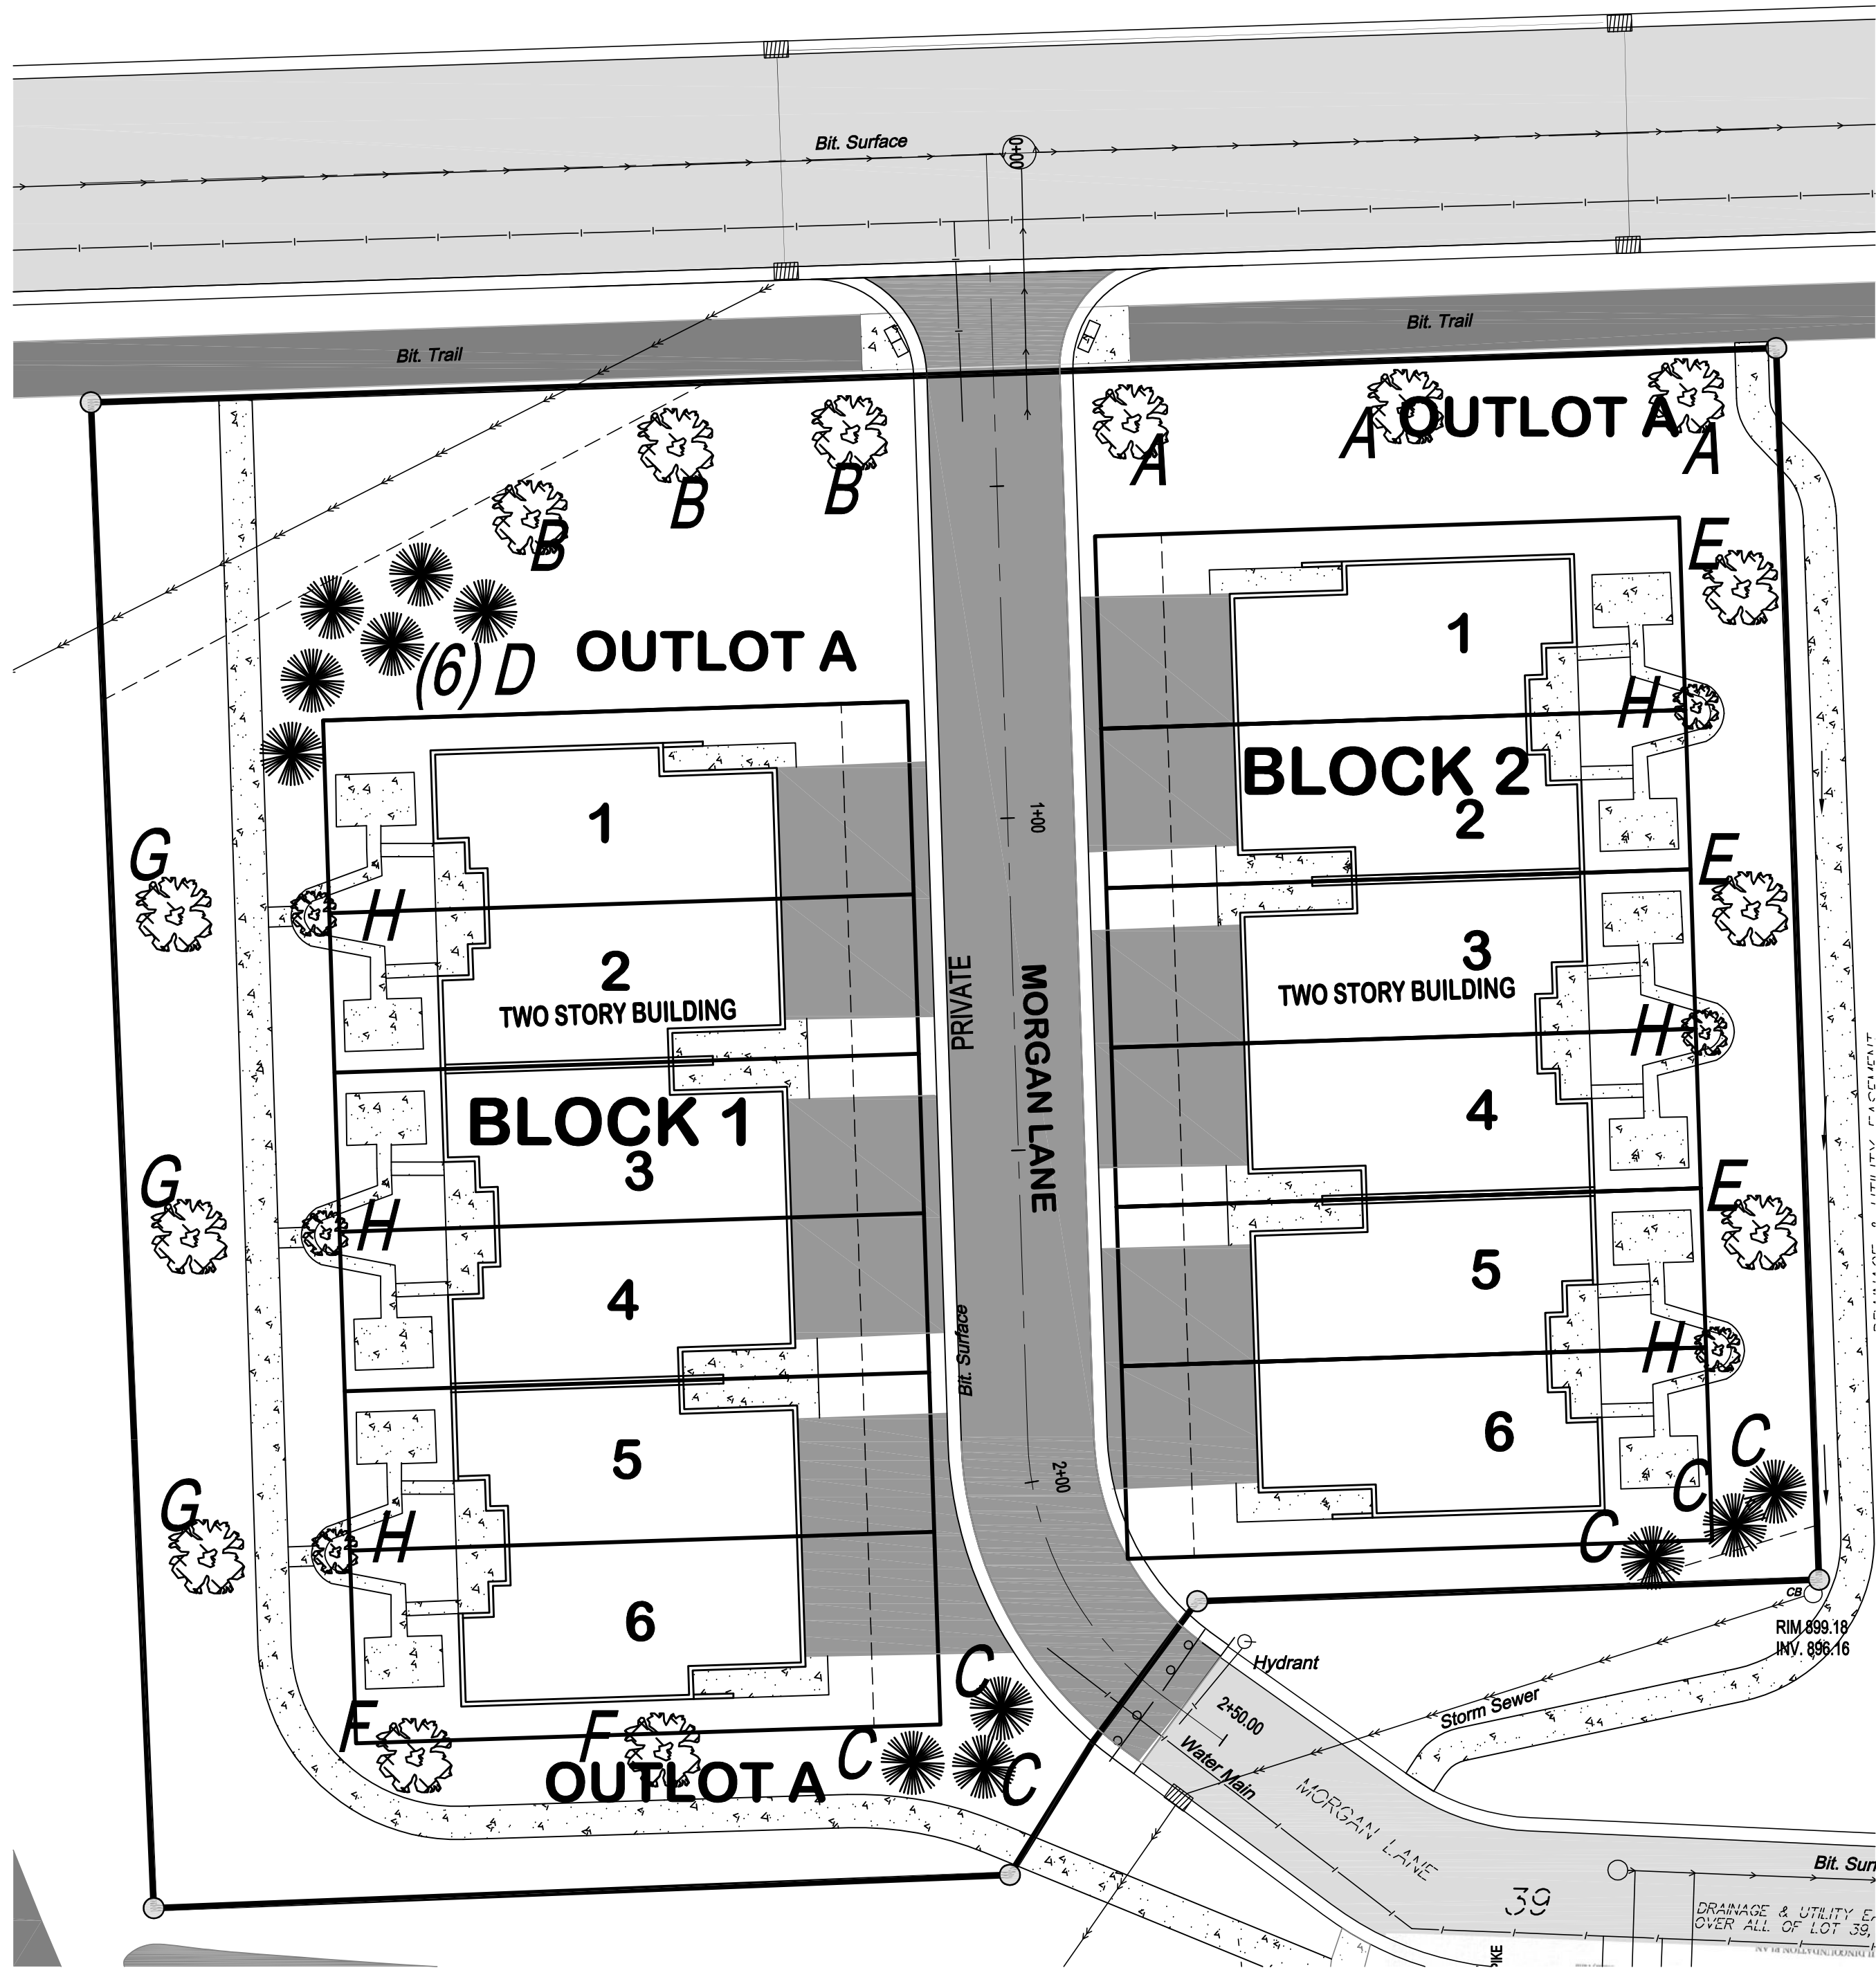 Bit. Surface
0+00
Bit. Trail
Bit. Trail
OUTLOT A
A
A
A
B
B
B
E
(6) D
OUTLOT A
1
H
BLOCK 2
2
1
G
E
H
2
TWO STORY BUILDING
1+00
PRIVATE
MORGAN LANE
3
TWO STORY BUILDING
H
BLOCK 1
3
4
G
H
E
4
5
H
Bit. Surface
5
6
2+00
G
H
C
C
C
6
F
F
OUTLOT A
C
C
C
CB
RIM 899.18
INV. 896.16
Hydrant
2+50.00
Storm Sewer
Water Main
MORGAN LANE
Bit. Sur
39
DRAINAGE & UTILITY EA
OVER ALL OF LOT 39,
PIKE